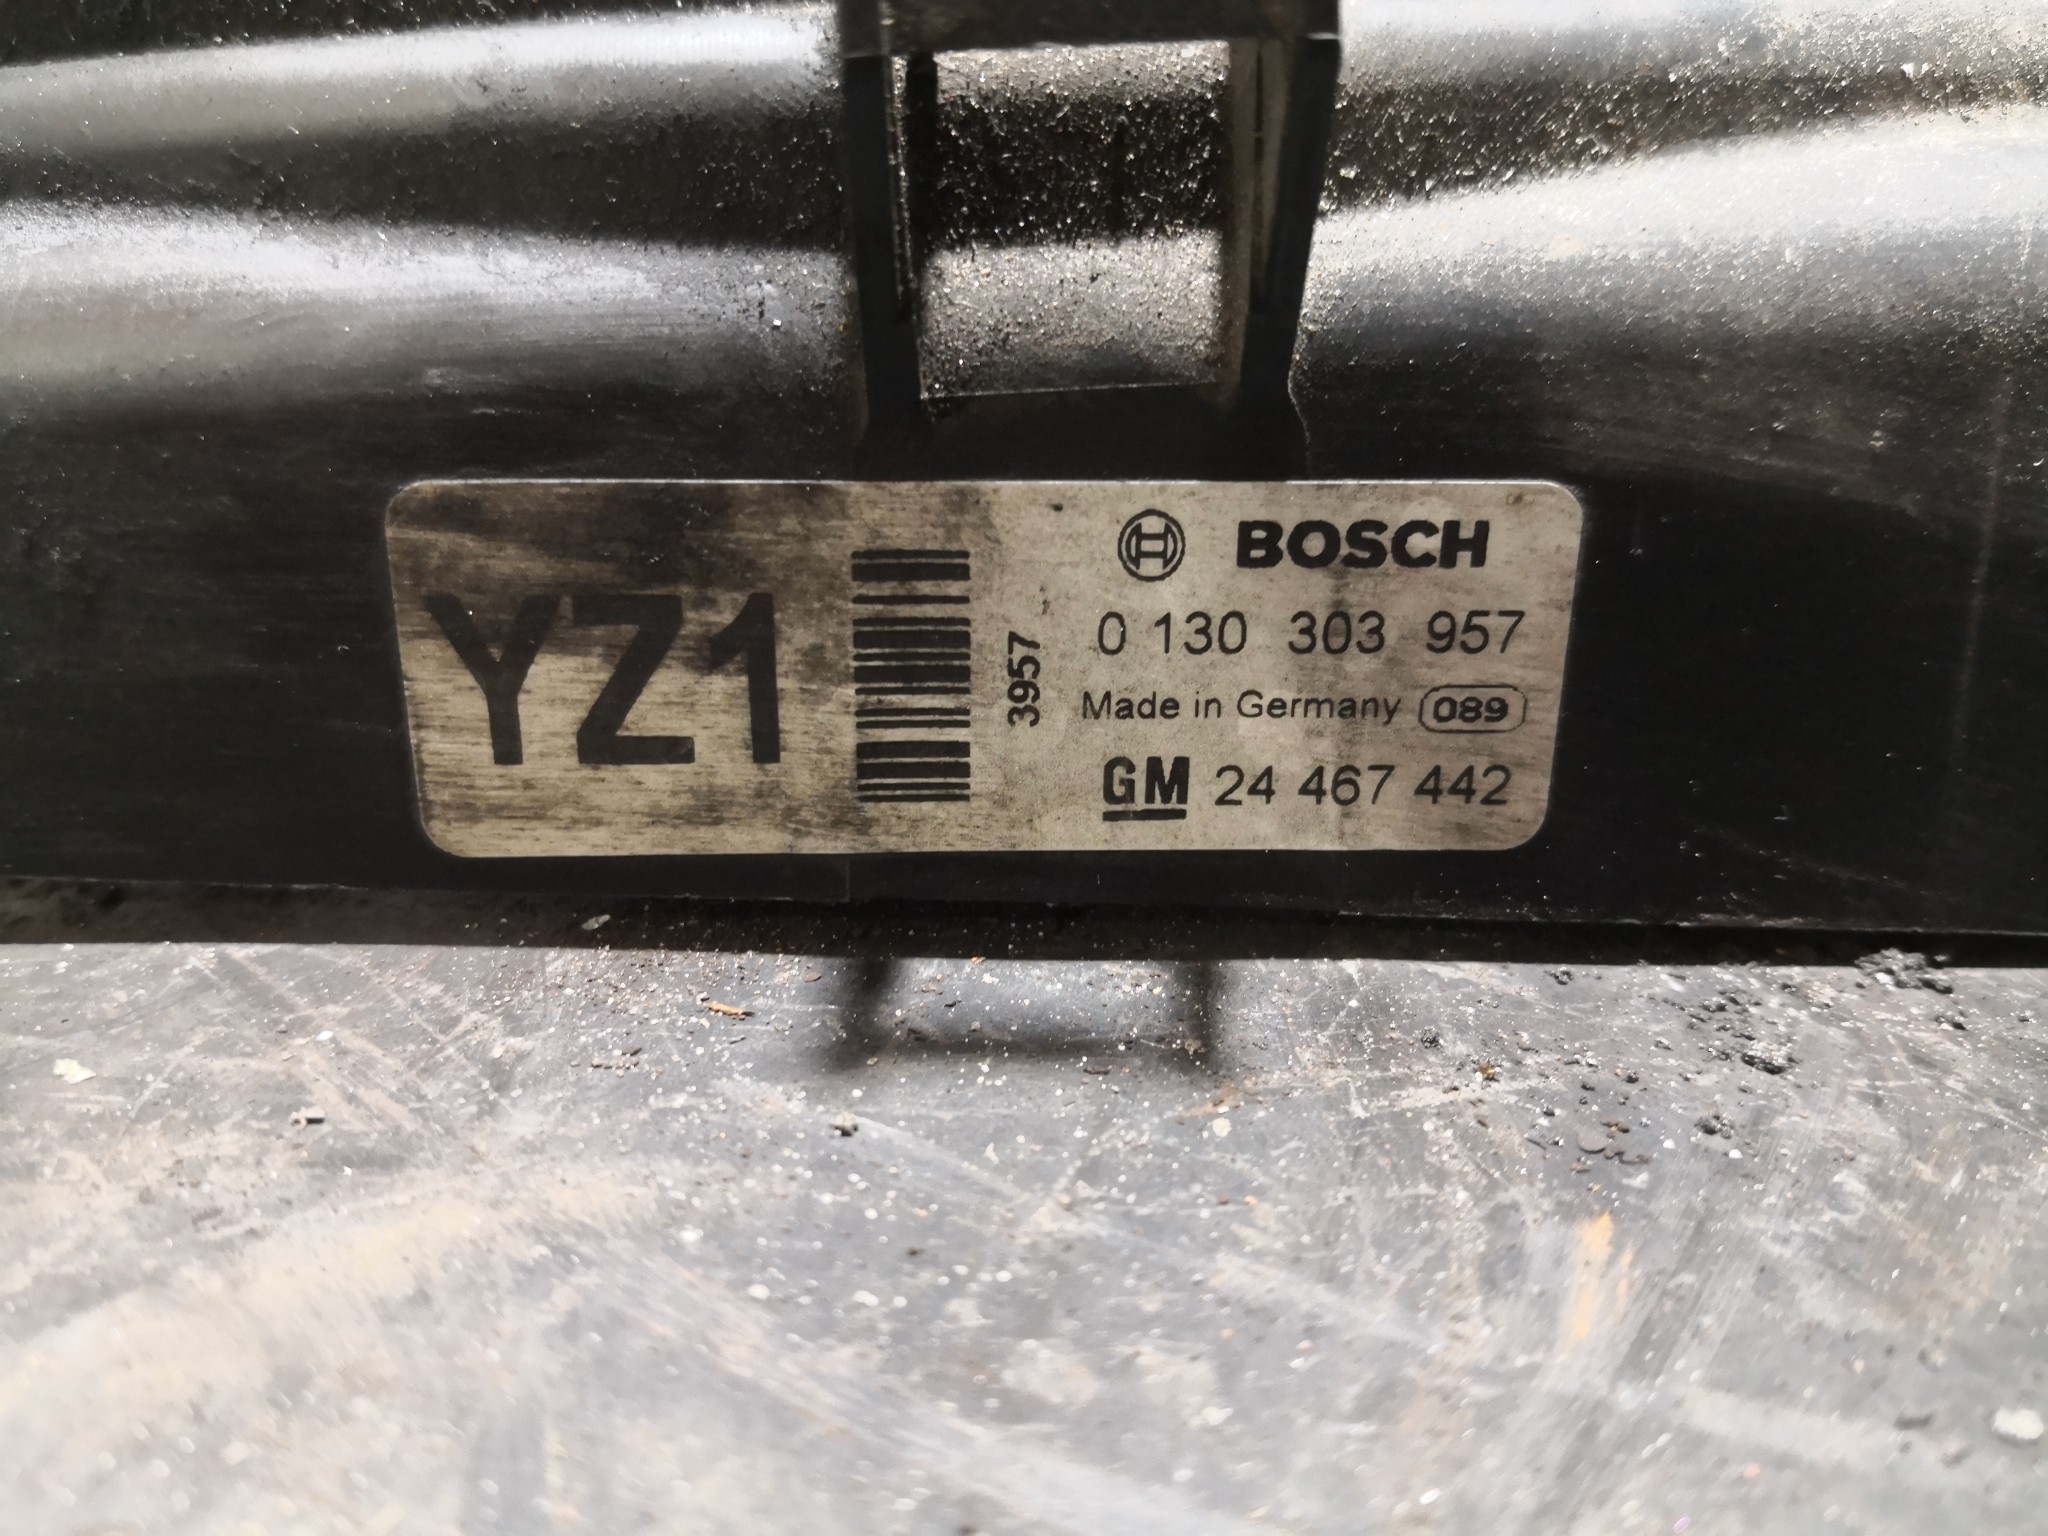 YZ1
3957
BOSCH
0 130 303 957
Made in Germany 089
GM 24 467 442